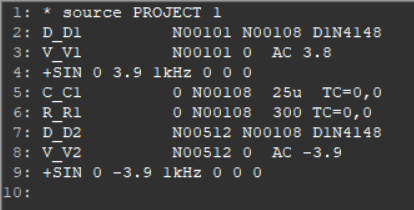 1: * source PROJECT 1
2: D_D1 N00101 N00108 D1N4148
3: V_V1 N00101 0 AC 3.8
4: +SIN 0 3.9 1kHz 0 0 0
5: C_C1 0 N00108 25u TC=0,0
6: R_R1 0 N00108 300 TC=0,0
7: D_D2 N00512 N00108 D1N4148
8: V_V2 N00512 0 AC -3.9
9: +SIN 0 -3.9 1kHz 0 0 0
10: